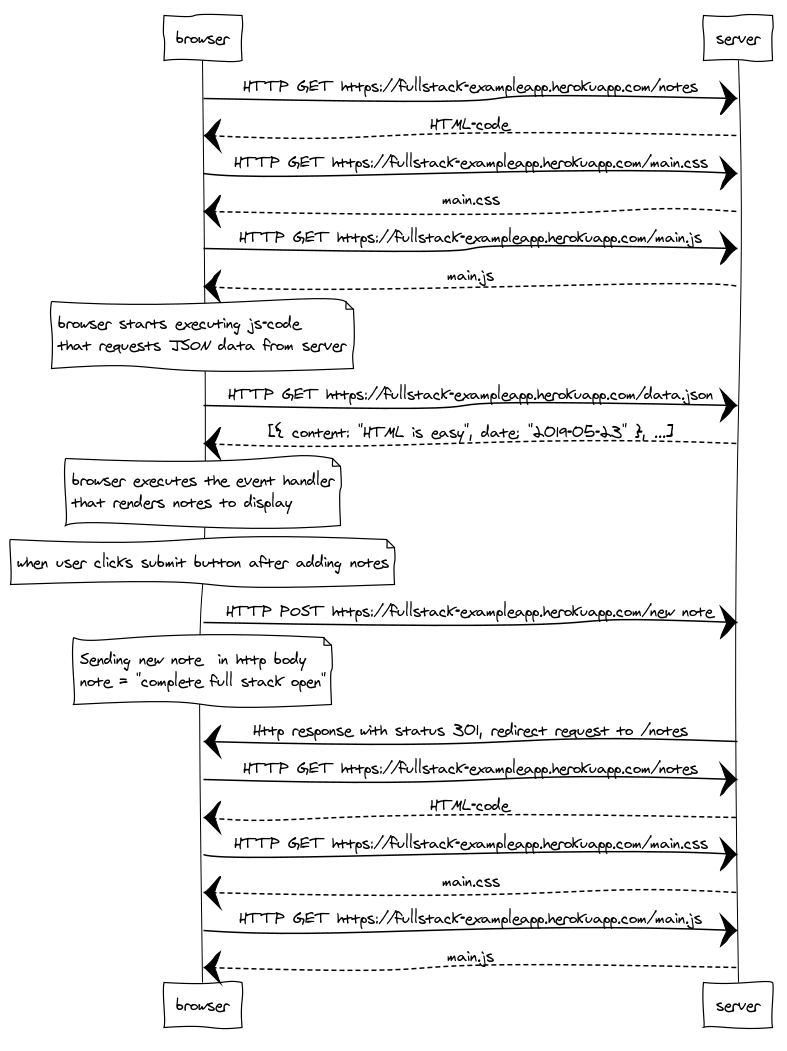 browser
server
HTTP GET https://fullstack-exampleapp.herokuapp.com/notes
HTML-code
HTTP GET https://fullstack-exampleapp.herokuapp.com/main.css
main.css
HTTP GET https://fullstack-exampleapp.herokuapp.com/main.js
main.js
browser starts executing js-code
that requests JSON data from server
HTTP GET https://fullstack-exampleapp.herokuapp.com/data.json
[{ content: "HTML is easy", date: "2019-05-23" }, ...]
browser executes the event handler
that renders notes to display
when user clicks submit button after adding notes
HTTP POST https://fullstack-exampleapp.herokuapp.com/new note
Sending new note in http body
note = "complete full stack open"
Http response with status 301, redirect request to /notes
HTTP GET https://fullstack-exampleapp.herokuapp.com/notes
HTML-code
HTTP GET https://fullstack-exampleapp.herokuapp.com/main.css
main.css
HTTP GET https://fullstack-exampleapp.herokuapp.com/main.js
main.js
browser
server